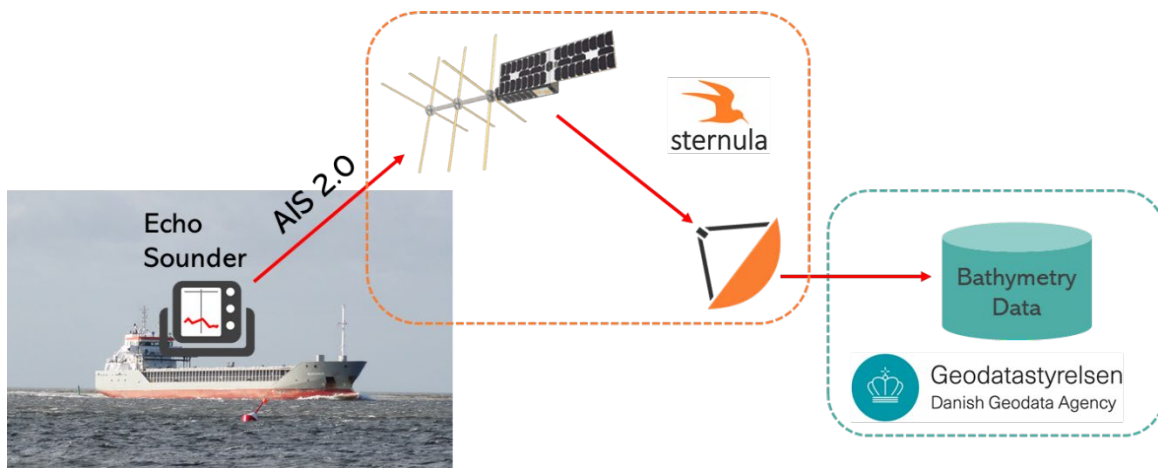 Echo
Sounder
AIS 2.0
sternula
Bathymetry
Data
Geodatastyrelsen
Danish Geodata Agency